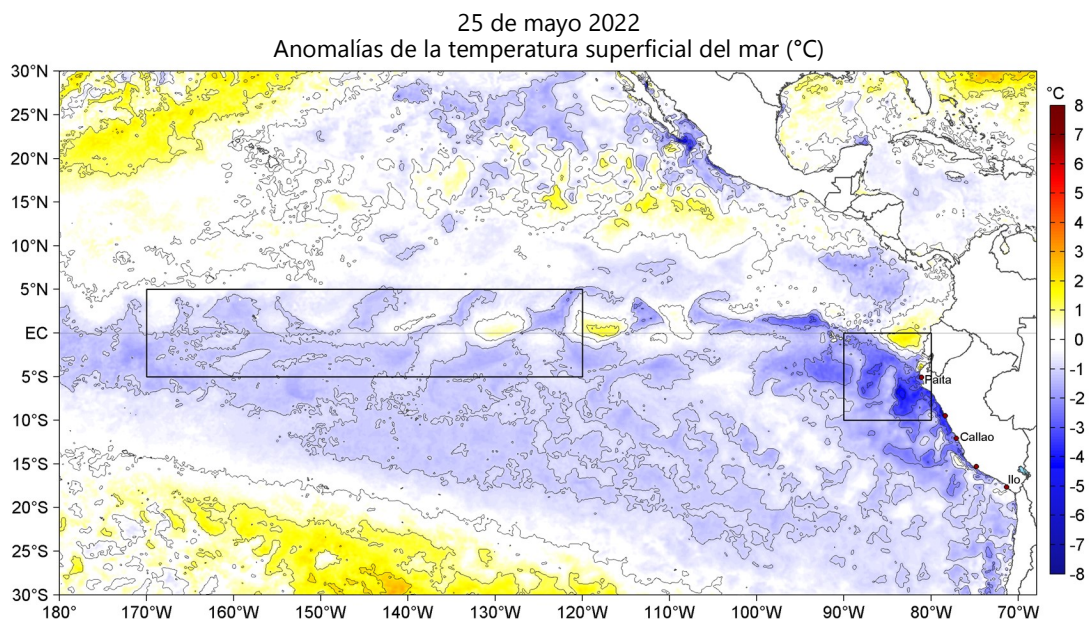 25 de mayo 2022
Anomalías de la temperatura superficial del mar (°C)
30°N
25°N
20°N
15°N
10°N
5°N
EC
5°S
10°S
15°S
20°S
25°S
30°S
180
170°W
160°W
150°W
140°W
130°W
120°W
110°W
100°W
90°W
80°W
70°W
Paita
Callao
Ilo
°C
8
7
6
5
4
3
2
1
0
-1
-2
-3
-4
-5
-6
-7
-8